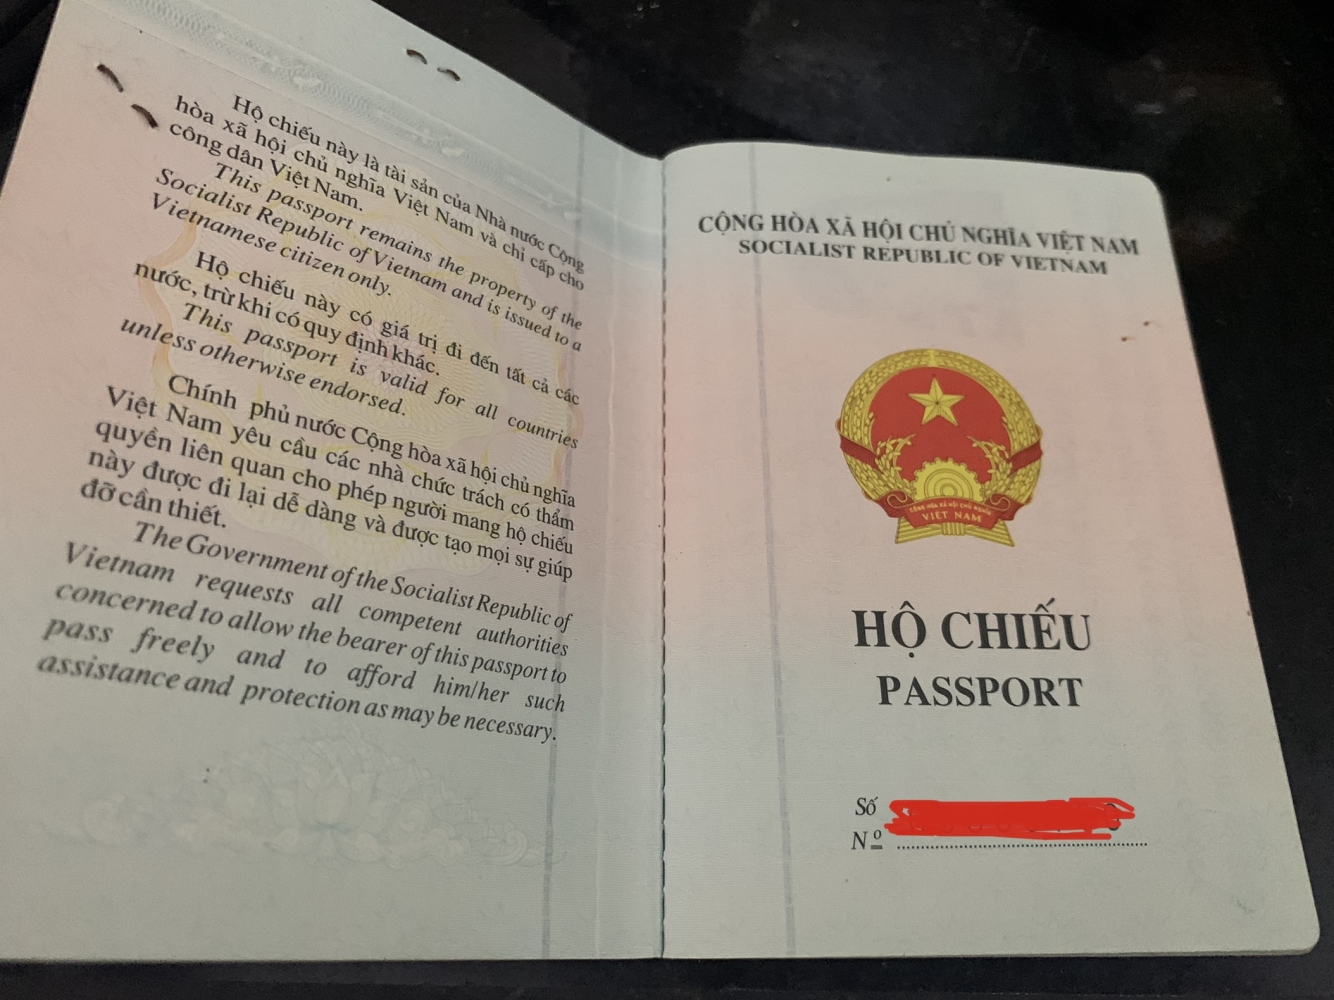 Hộ chiếu này là tài sản của Nhà nước Cộng
hòa xã hội chủ nghĩa Việt Nam và chỉ cấp cho
công dân Việt Nam.
This passport remains the property of the
Socialist Republic of Vietnam and is issued to a
Vietnamese citizen only.
Hộ chiếu này có giá trị đi đến tất cả các
nước, trừ khi có quy định khác.
This passport is valid for all countries
unless otherwise endorsed.
Chính phủ nước Cộng hòa xã hội chủ nghĩa
Việt Nam yêu cầu các nhà chức trách có thẩm
quyền liên quan cho phép người mang hộ chiếu
này được đi lại dễ dàng và được tạo mọi sự giúp
đỡ cần thiết.
The Government of the Socialist Republic of
Vietnam requests all competent authorities
concerned to allow the bearer of this passport to
pass freely and to afford him/her such
assistance and protection as may be necessary.
CỘNG HÒA XÃ HỘI CHỦ NGHĨA VIỆT NAM
SOCIALIST REPUBLIC OF VIETNAM
CỘNG HÒA XÃ HỘI CHỦ NGHĨA
VIỆT NAM
HỘ CHIẾU
PASSPORT
Số
Nº